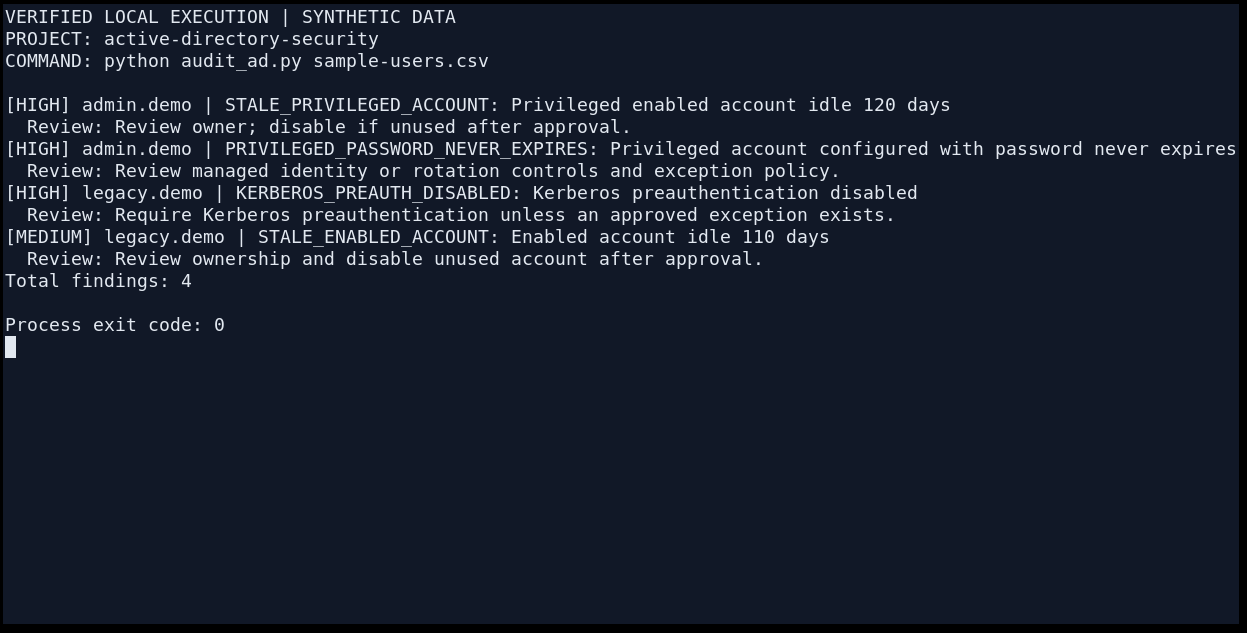 VERIFIED LOCAL EXECUTION | SYNTHETIC DATA
PROJECT: active-directory-security
COMMAND: python audit_ad.py sample-users.csv
[HIGH] admin.demo | STALE_PRIVILEGED_ACCOUNT: Privileged enabled account idle 120 days
  Review: Review owner; disable if unused after approval.
[HIGH] admin.demo | PRIVILEGED_PASSWORD_NEVER_EXPIRES: Privileged account configured with password never expires
  Review: Review managed identity or rotation controls and exception policy.
[HIGH] legacy.demo | KERBEROS_PREAUTH_DISABLED: Kerberos preauthentication disabled
  Review: Require Kerberos preauthentication unless an approved exception exists.
[MEDIUM] legacy.demo | STALE_ENABLED_ACCOUNT: Enabled account idle 110 days
  Review: Review ownership and disable unused account after approval.
Total findings: 4
Process exit code: 0